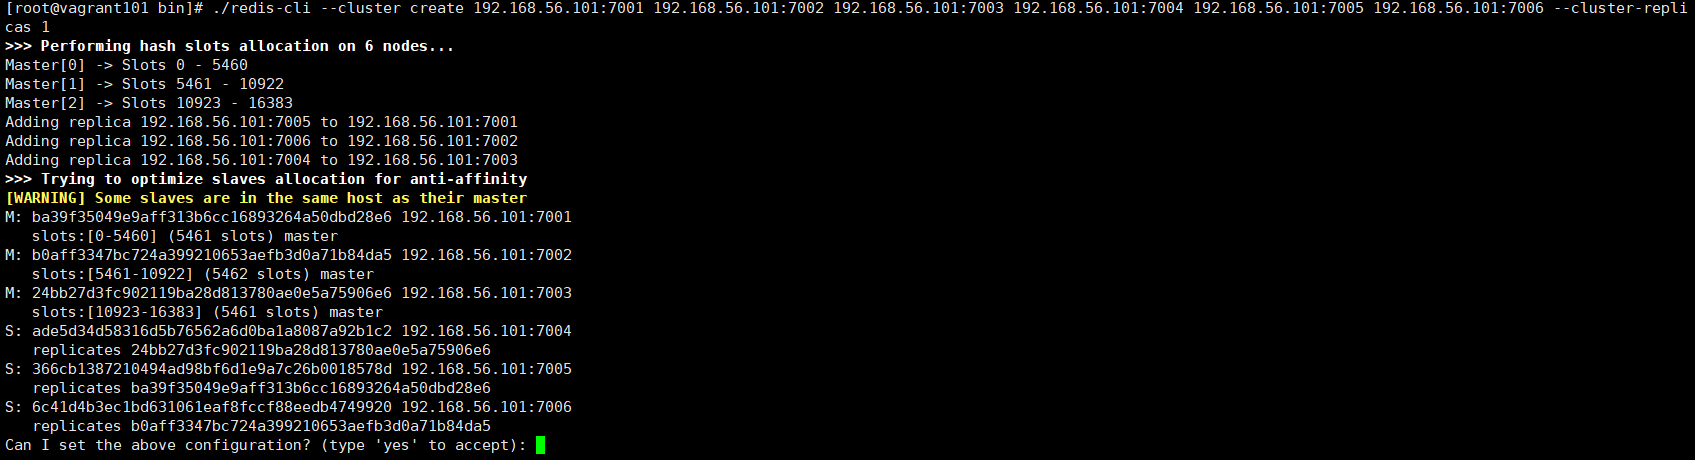 [root@vagrant101 bin]# ./redis-cli --cluster create 192.168.56.101:7001 192.168.56.101:7002 192.168.56.101:7003 192.168.56.101:7004 192.168.56.101:7005 192.168.56.101:7006 --cluster-repli
cas 1
>>> Performing hash slots allocation on 6 nodes...
Master[0] -> Slots 0 - 5460
Master[1] -> Slots 5461 - 10922
Master[2] -> Slots 10923 - 16383
Adding replica 192.168.56.101:7005 to 192.168.56.101:7001
Adding replica 192.168.56.101:7006 to 192.168.56.101:7002
Adding replica 192.168.56.101:7004 to 192.168.56.101:7003
>>> Trying to optimize slaves allocation for anti-affinity
[WARNING] Some slaves are in the same host as their master
M: ba39f35049e9aff313b6cc16893264a50dbd28e6 192.168.56.101:7001
   slots:[0-5460] (5461 slots) master
M: b0aff3347bc724a399210653aefb3d0a71b84da5 192.168.56.101:7002
   slots:[5461-10922] (5462 slots) master
M: 24bb27d3fc902119ba28d813780ae0e5a75906e6 192.168.56.101:7003
   slots:[10923-16383] (5461 slots) master
S: ade5d34d58316d5b76562a6d0ba1a8087a92b1c2 192.168.56.101:7004
   replicates 24bb27d3fc902119ba28d813780ae0e5a75906e6
S: 366cb1387210494ad98bf6d1e9a7c26b0018578d 192.168.56.101:7005
   replicates ba39f35049e9aff313b6cc16893264a50dbd28e6
S: 6c41d4b3ec1bd631061eaf8fccf88eedb4749920 192.168.56.101:7006
   replicates b0aff3347bc724a399210653aefb3d0a71b84da5
Can I set the above configuration? (type 'yes' to accept):